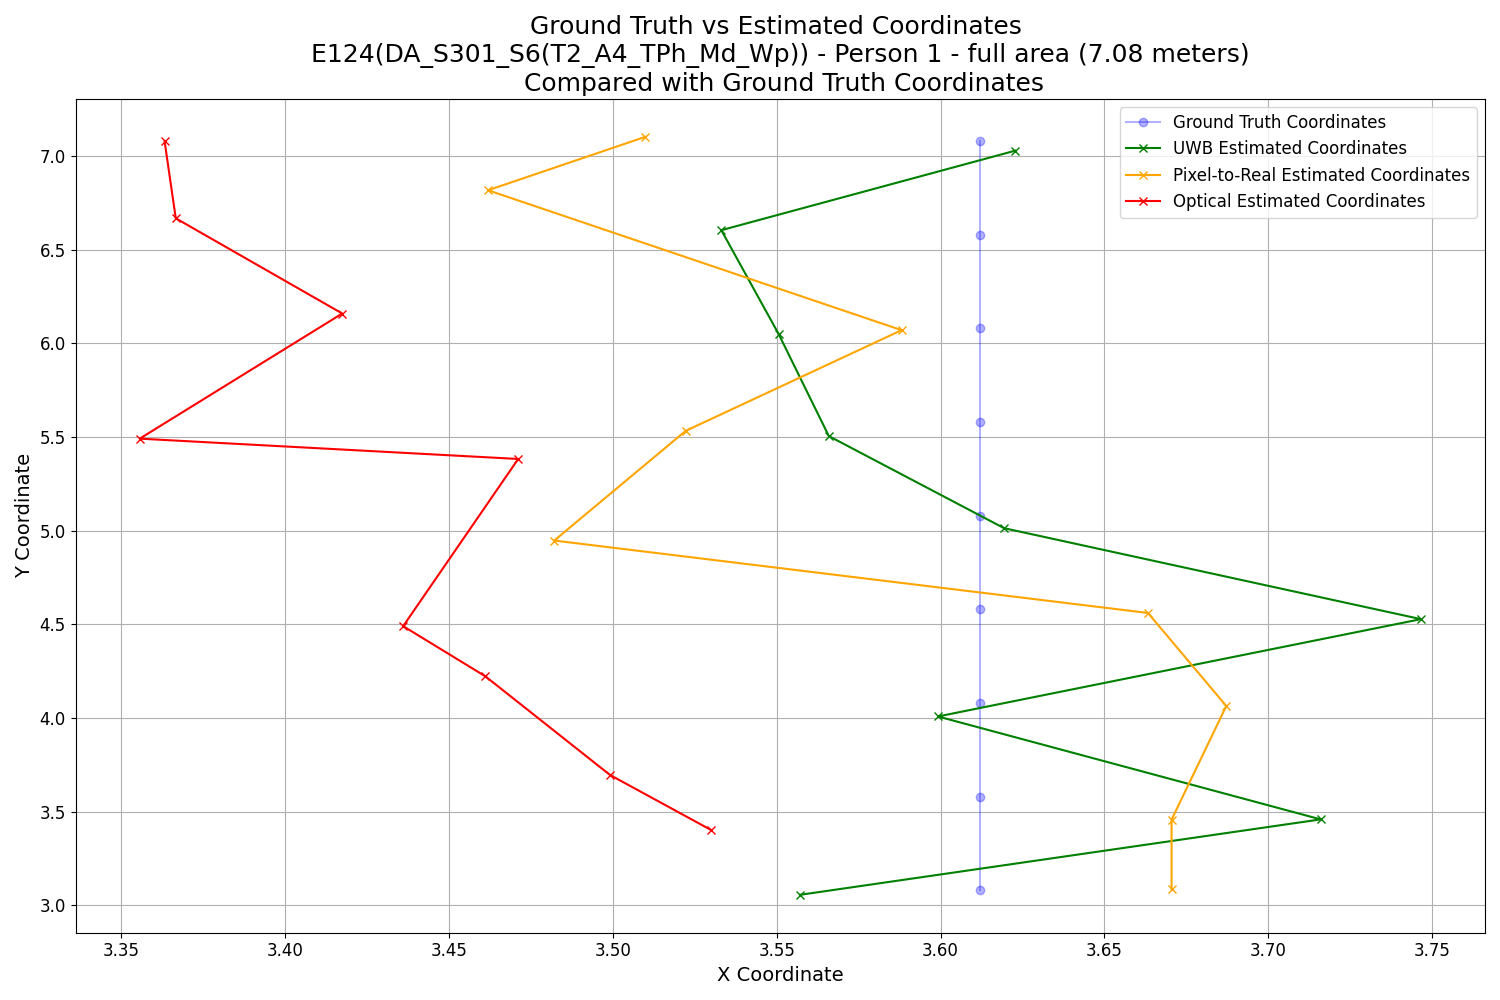 Ground Truth vs Estimated Coordinates
E124(DA_S301_S6(T2_A4_TPh_Md_Wp)) - Person 1 - full area (7.08 meters)
Compared with Ground Truth Coordinates
Ground Truth Coordinates
UWB Estimated Coordinates
Pixel-to-Real Estimated Coordinates
Optical Estimated Coordinates
Y Coordinate
7.0
6.5
6.0
5.5
5.0
4.5
4.0
3.5
3.0
3.35 3.40 3.45 3.50 3.55 3.60 3.65 3.70 3.75
X Coordinate